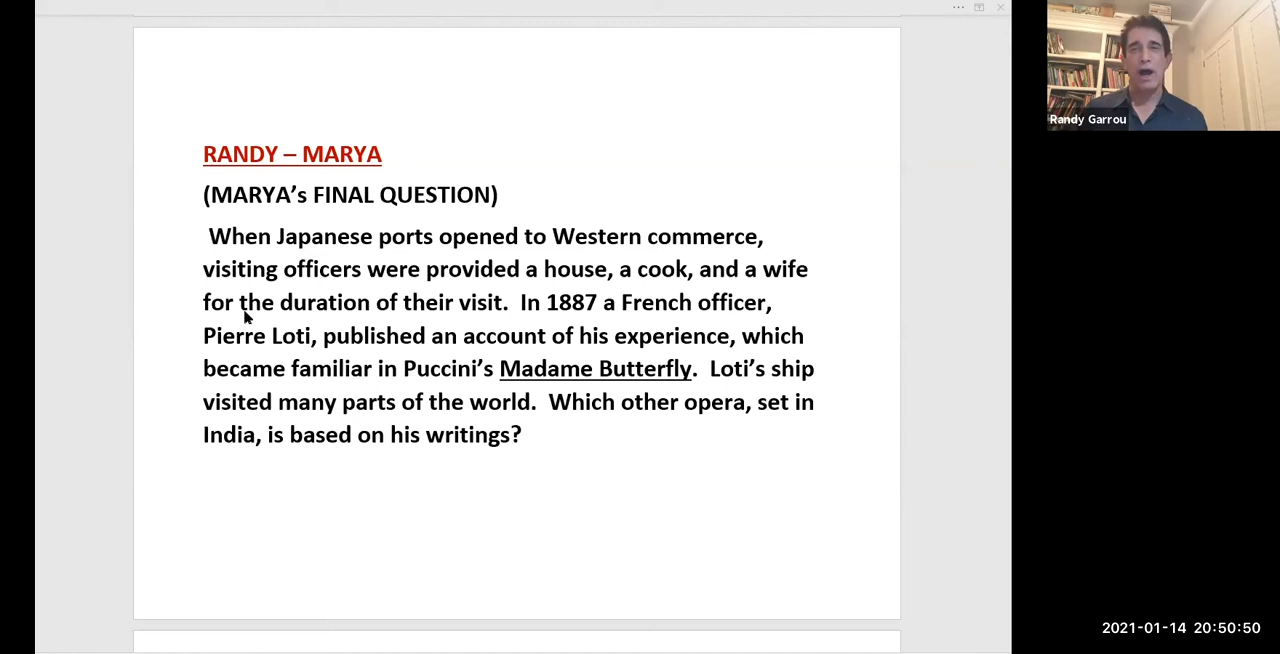 RANDY – MARYA
(MARYA’s FINAL QUESTION)
When Japanese ports opened to Western commerce,
visiting officers were provided a house, a cook, and a wife
for the duration of their visit.  In 1887 a French officer,
Pierre Loti, published an account of his experience, which
became familiar in Puccini’s Madame Butterfly.  Loti’s ship
visited many parts of the world.  Which other opera, set in
India, is based on his writings?
Randy Garrou
2021-01-14 20:50:50